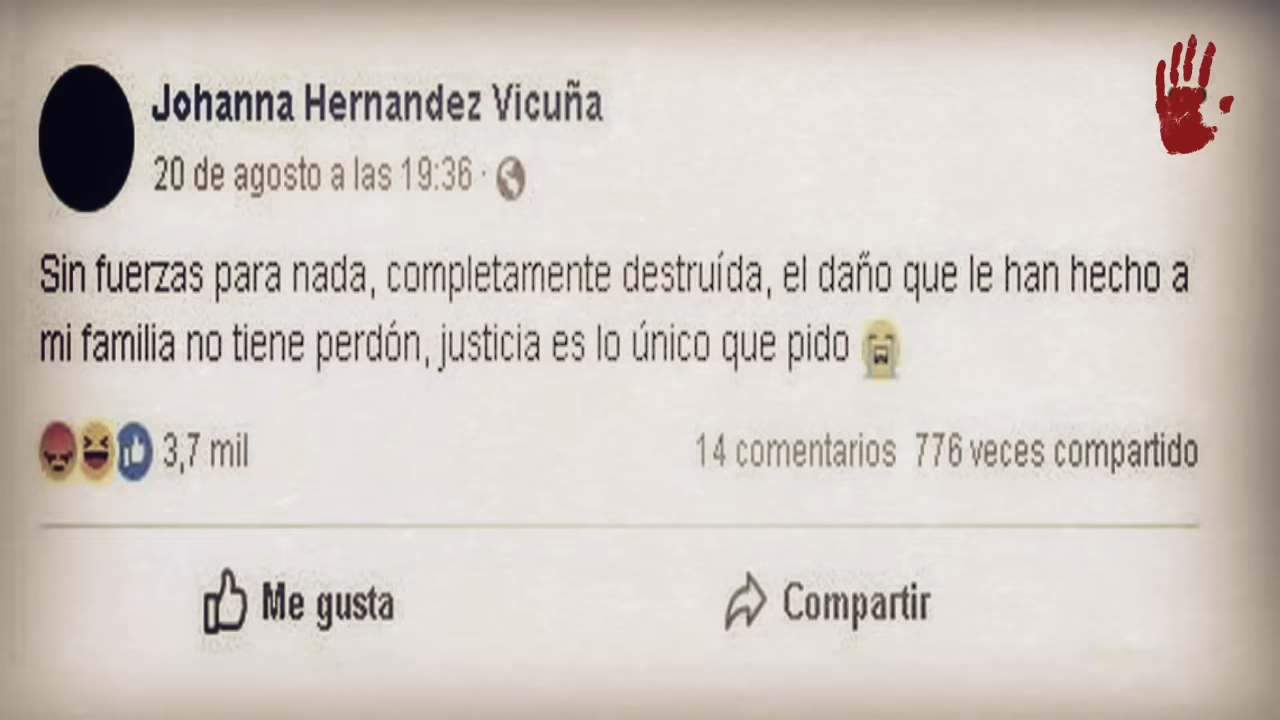 Johanna Hernandez Vicuña
20 de agosto a las 19:36 ·
Sin fuerzas para nada, completamente destruída, el daño que le han hecho a
mi familia no tiene perdón, justicia es lo único que pido 😭
3,7 mil 14 comentarios 776 veces compartido
Me gusta Compartir